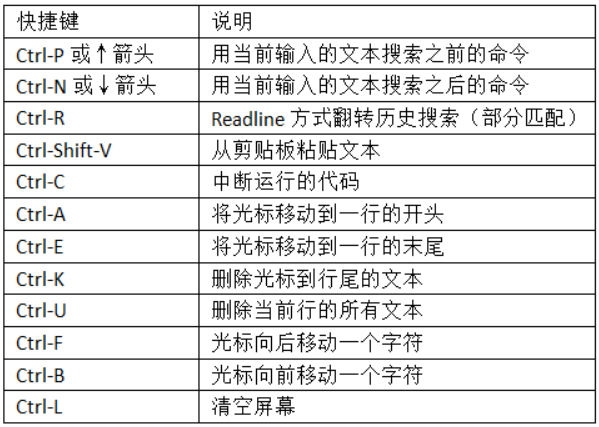 快捷键 说明
Ctrl-P 或↑箭头 用当前输入的文本搜索之前的命令
Ctrl-N 或↓箭头 用当前输入的文本搜索之后的命令
Ctrl-R Readline 方式翻转历史搜索（部分匹配）
Ctrl-Shift-V 从剪贴板粘贴文本
Ctrl-C 中断运行的代码
Ctrl-A 将光标移动到一行的开头
Ctrl-E 将光标移动到一行的末尾
Ctrl-K 删除光标到行尾的文本
Ctrl-U 删除当前行的所有文本
Ctrl-F 光标向后移动一个字符
Ctrl-B 光标向前移动一个字符
Ctrl-L 清空屏幕